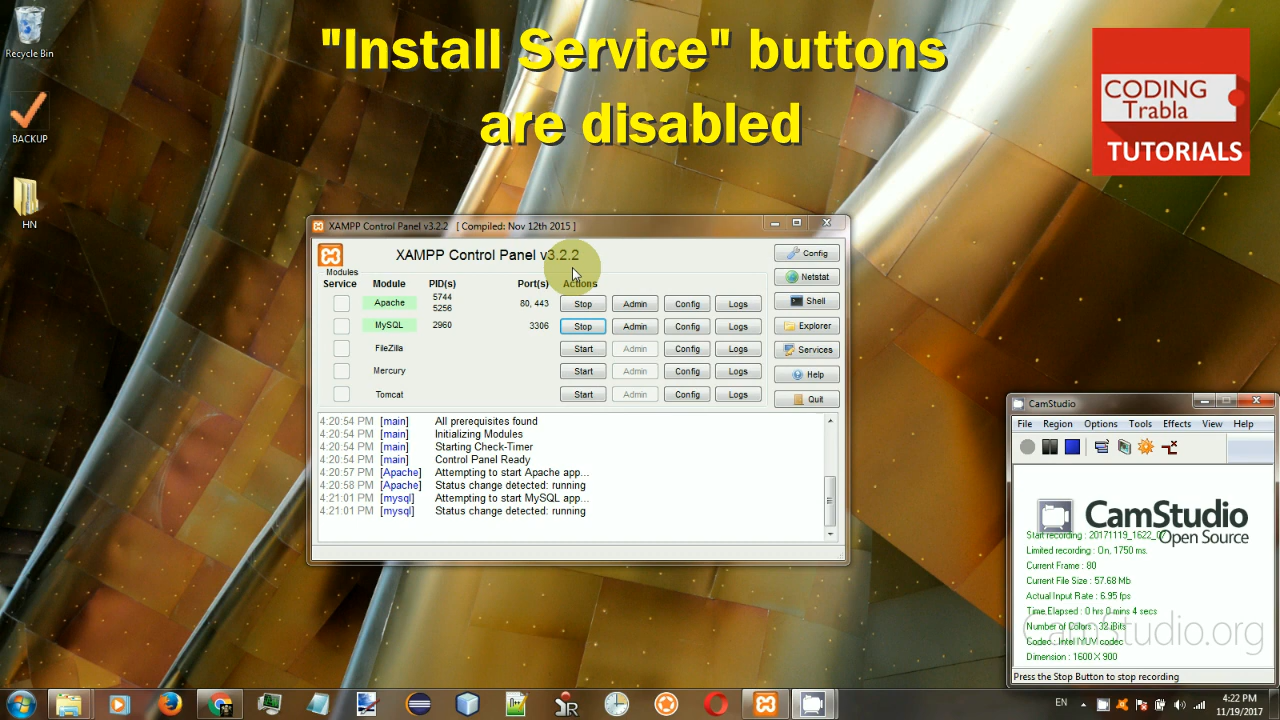 "Install Service" buttons
are disabled
CODING
Trabla
TUTORIALS
Recycle Bin
BACKUP
HN
XAMPP Control Panel v3.2.2 [ Compiled: Nov 12th 2015 ]
XAMPP Control Panel v3.2.2
Config
Modules
Service Module PID(s) Port(s) Actions
Netstat
Apache 5744 80, 443 Stop Admin Config Logs
5256
Shell
MySQL 2960 3306 Stop Admin Config Logs
Explorer
FileZilla Start Admin Config Logs
Services
Mercury Start Admin Config Logs
Help
Tomcat Start Admin Config Logs
Quit
4:20:54 PM [main] All prerequisites found
4:20:54 PM [main] Initializing Modules
4:20:54 PM [main] Starting Check-Timer
4:20:54 PM [main] Control Panel Ready
4:20:57 PM [Apache] Attempting to start Apache app...
4:20:58 PM [Apache] Status change detected: running
4:21:01 PM [mysql] Attempting to start MySQL app...
4:21:01 PM [mysql] Status change detected: running
CamStudio
File Region Options Tools Effects View Help
CamStudio
Open Source
Start recording : 20171119_1622_
Limited recording : On, 1750 ms.
Current Frame : 80
Current File Size : 57.68 Mb
Actual Input Rate : 6.95 fps
Time Elapsed : 0 hrs 0 mins 4 secs
Number of Colors : 32 Bits
Codec : Intel IYUV codec
CamStudio.org
Dimension : 1600 X 900
Press the Stop Button to stop recording
EN
4:22 PM
11/19/2017